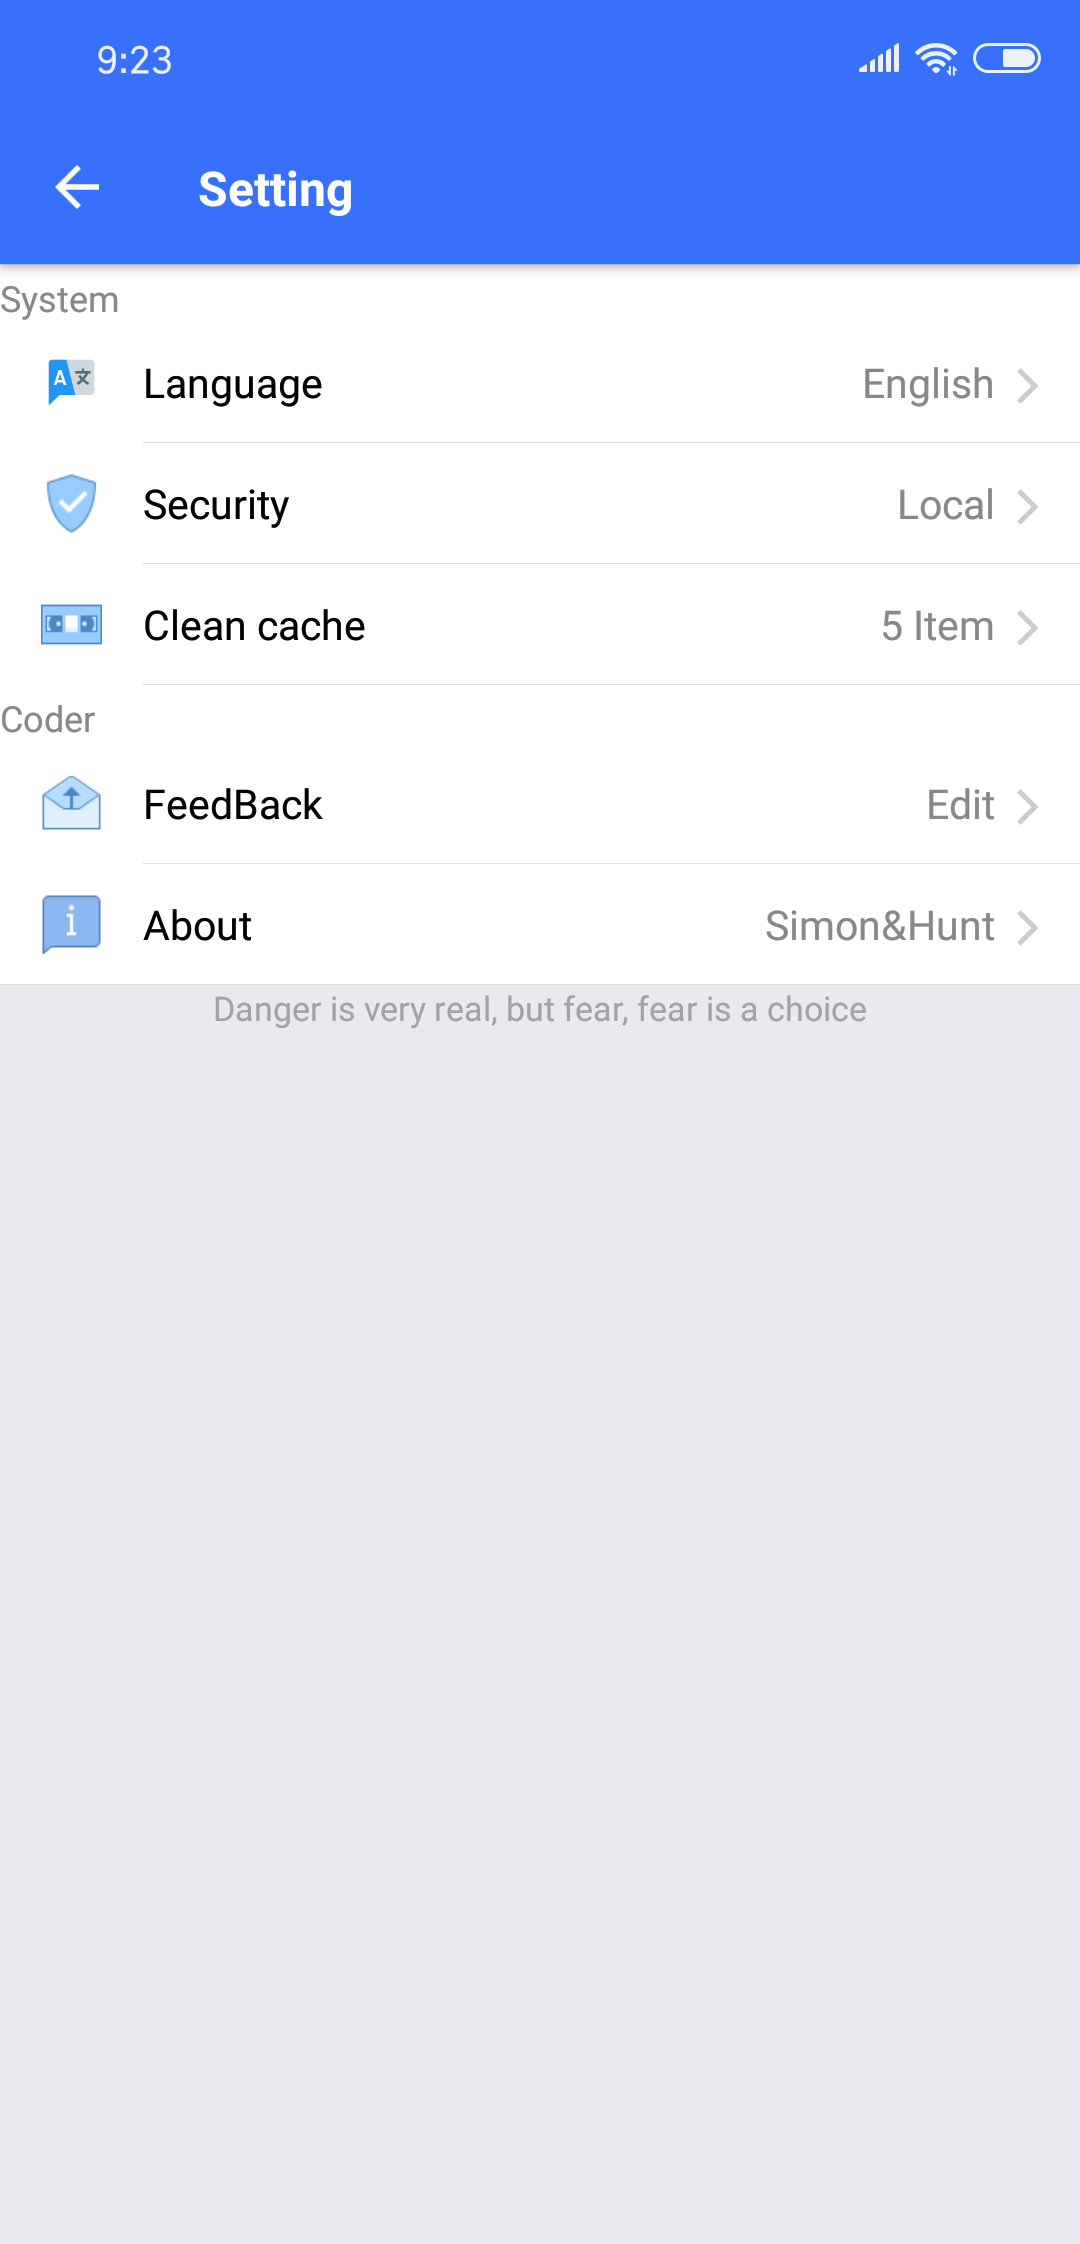 9:23
Setting
System
Language English
Security Local
Clean cache 5 Item
Coder
FeedBack Edit
About Simon&Hunt
Danger is very real, but fear, fear is a choice